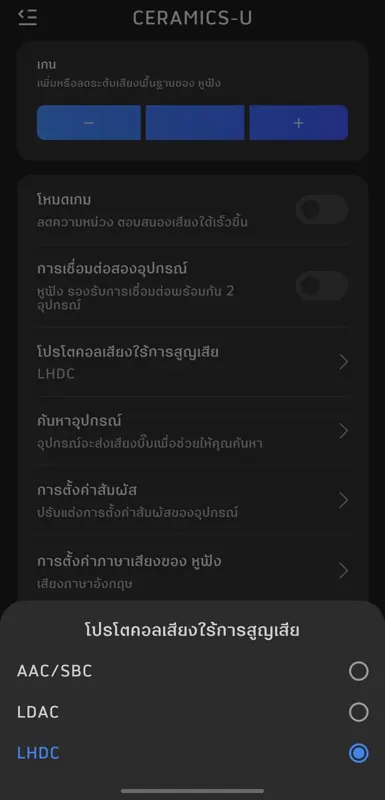 CERAMICS-U
เกน
เพิ่มหรือลดระดับเสียงพื้นฐานของ หูฟัง
−
+
โหมดเกม
ลดความหน่วง ตอบสนองเสียงได้เร็วขึ้น
การเชื่อมต่อสองอุปกรณ์
หูฟัง รองรับการเชื่อมต่อพร้อมกัน 2
อุปกรณ์
โปรโตคอลเสียงไร้การสูญเสีย
LHDC
ค้นหาอุปกรณ์
อุปกรณ์จะส่งเสียงบี๊บเพื่อช่วยให้คุณค้นหา
การตั้งค่าสัมผัส
ปรับแต่งการตั้งค่าสัมผัสของอุปกรณ์
การตั้งค่าภาษาเสียงของ หูฟัง
เสียงภาษาอังกฤษ
โปรโตคอลเสียงไร้การสูญเสีย
AAC/SBC
LDAC
LHDC